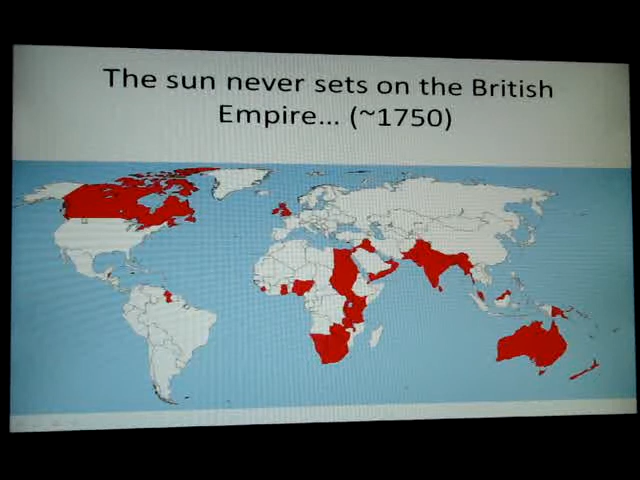 The sun never sets on the British
Empire... (~1750)